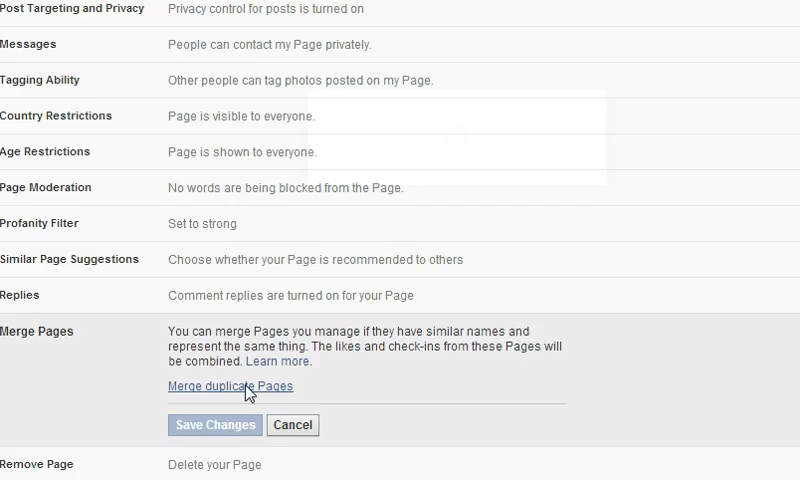 Post Targeting and Privacy Privacy control for posts is turned on
Messages People can contact my Page privately.
Tagging Ability Other people can tag photos posted on my Page.
Country Restrictions Page is visible to everyone.
Age Restrictions Page is shown to everyone.
Page Moderation No words are being blocked from the Page.
Profanity Filter Set to strong
Similar Page Suggestions Choose whether your Page is recommended to others
Replies Comment replies are turned on for your Page
Merge Pages You can merge Pages you manage if they have similar names and
represent the same thing. The likes and check-ins from these Pages will
be combined. Learn more.
Merge duplicate Pages
Save Changes Cancel
Remove Page Delete your Page